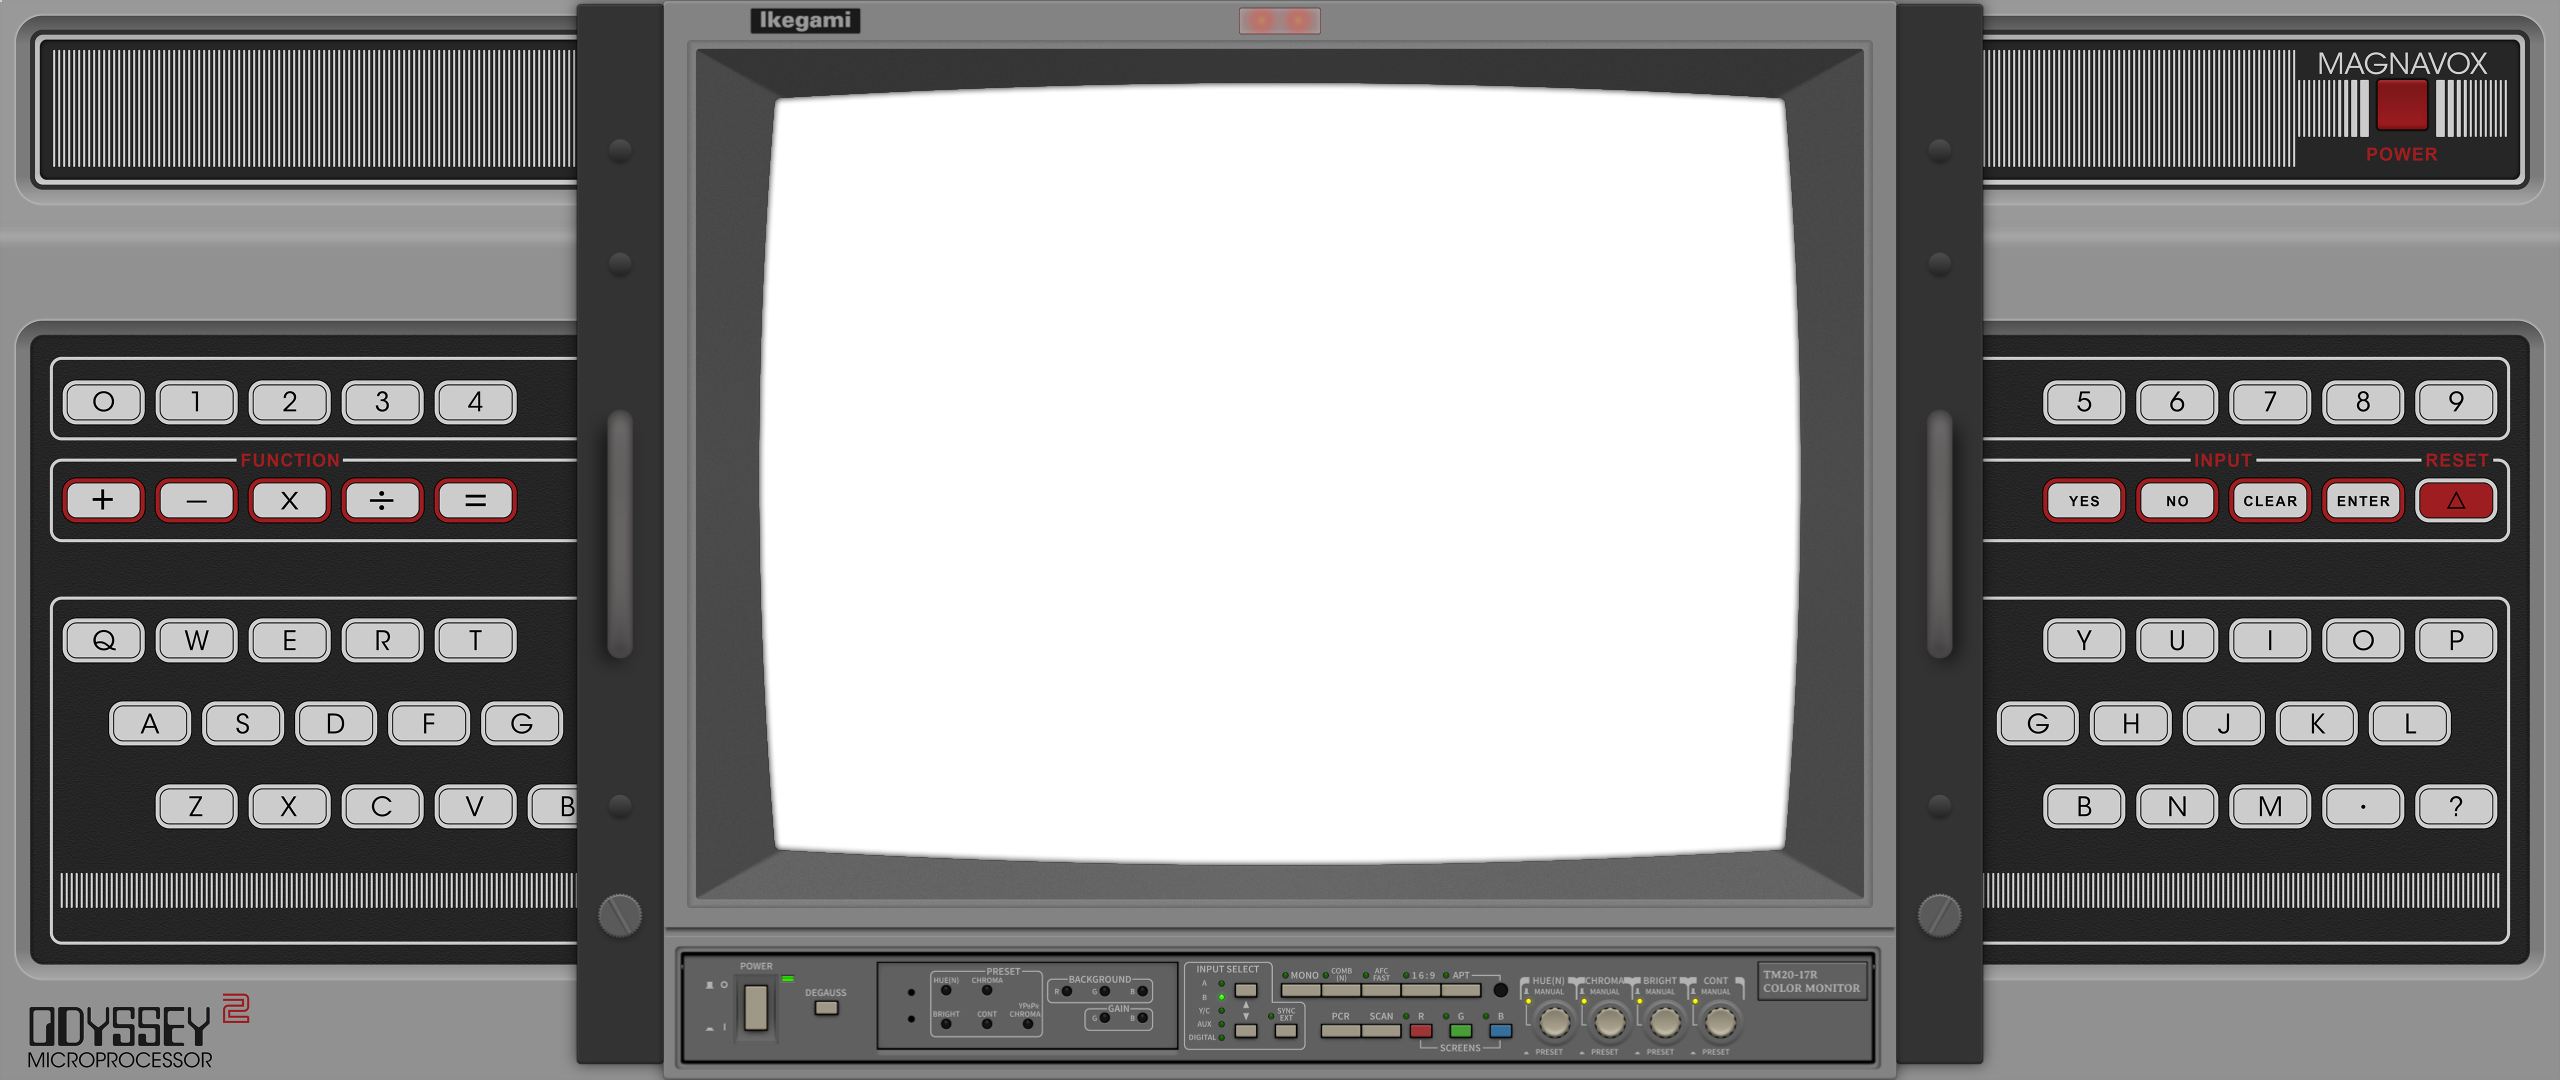 Ikegami
MAGNAVOX
POWER
0 1 2 3 4
5 6 7 8 9
FUNCTION
INPUT RESET
+ − X ÷ =
YES NO CLEAR ENTER △
Q W E R T
Y U I O P
A S D F G
G H J K L
Z X C V B
B N M . ?
ODYSSEY 2
MICROPROCESSOR
POWER
DEGAUSS
PRESET
HUE(N) CHROMA
BRIGHT CONT YPBPR CHROMA
BACKGROUND
R G B
GAIN
G B
INPUT SELECT
A
B
Y/C
AUX
DIGITAL
SYNC EXT
MONO COMB (N) AFC FAST 16:9 APT
PCR SCAN R G B
SCREENS
HUE(N) CHROMA BRIGHT CONT
MANUAL MANUAL MANUAL MANUAL
PRESET PRESET PRESET PRESET
TM20-17R
COLOR MONITOR